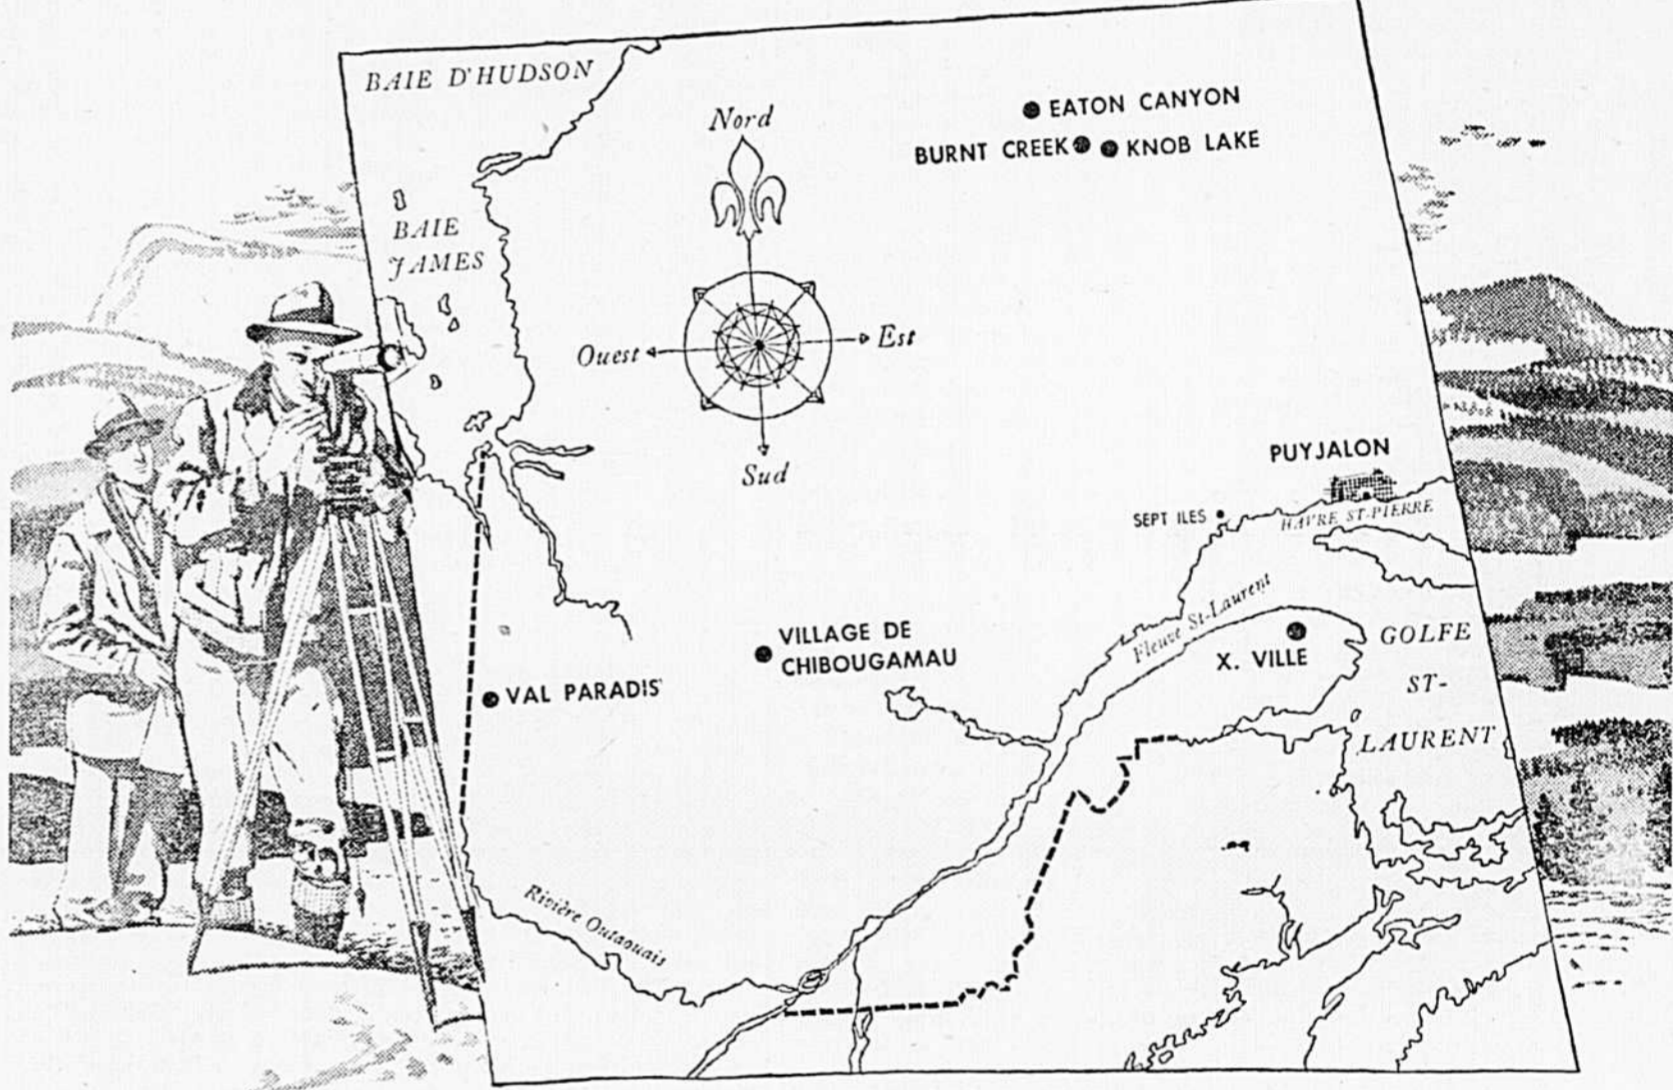 BAIE D'HUDSON
Nord
EATON CANYON
BURNT CREEK
KNOB LAKE
BAIE
JAMES
Ouest
Est
Sud
PUYJALON
SEPT ILES
HAVRE ST-PIERRE
Fleuve St-Laurent
VILLAGE DE
CHIBOUGAMAU
GOLFE
ST-
LAURENT
X. VILLE
VAL PARADIS
Rivière Outaouais